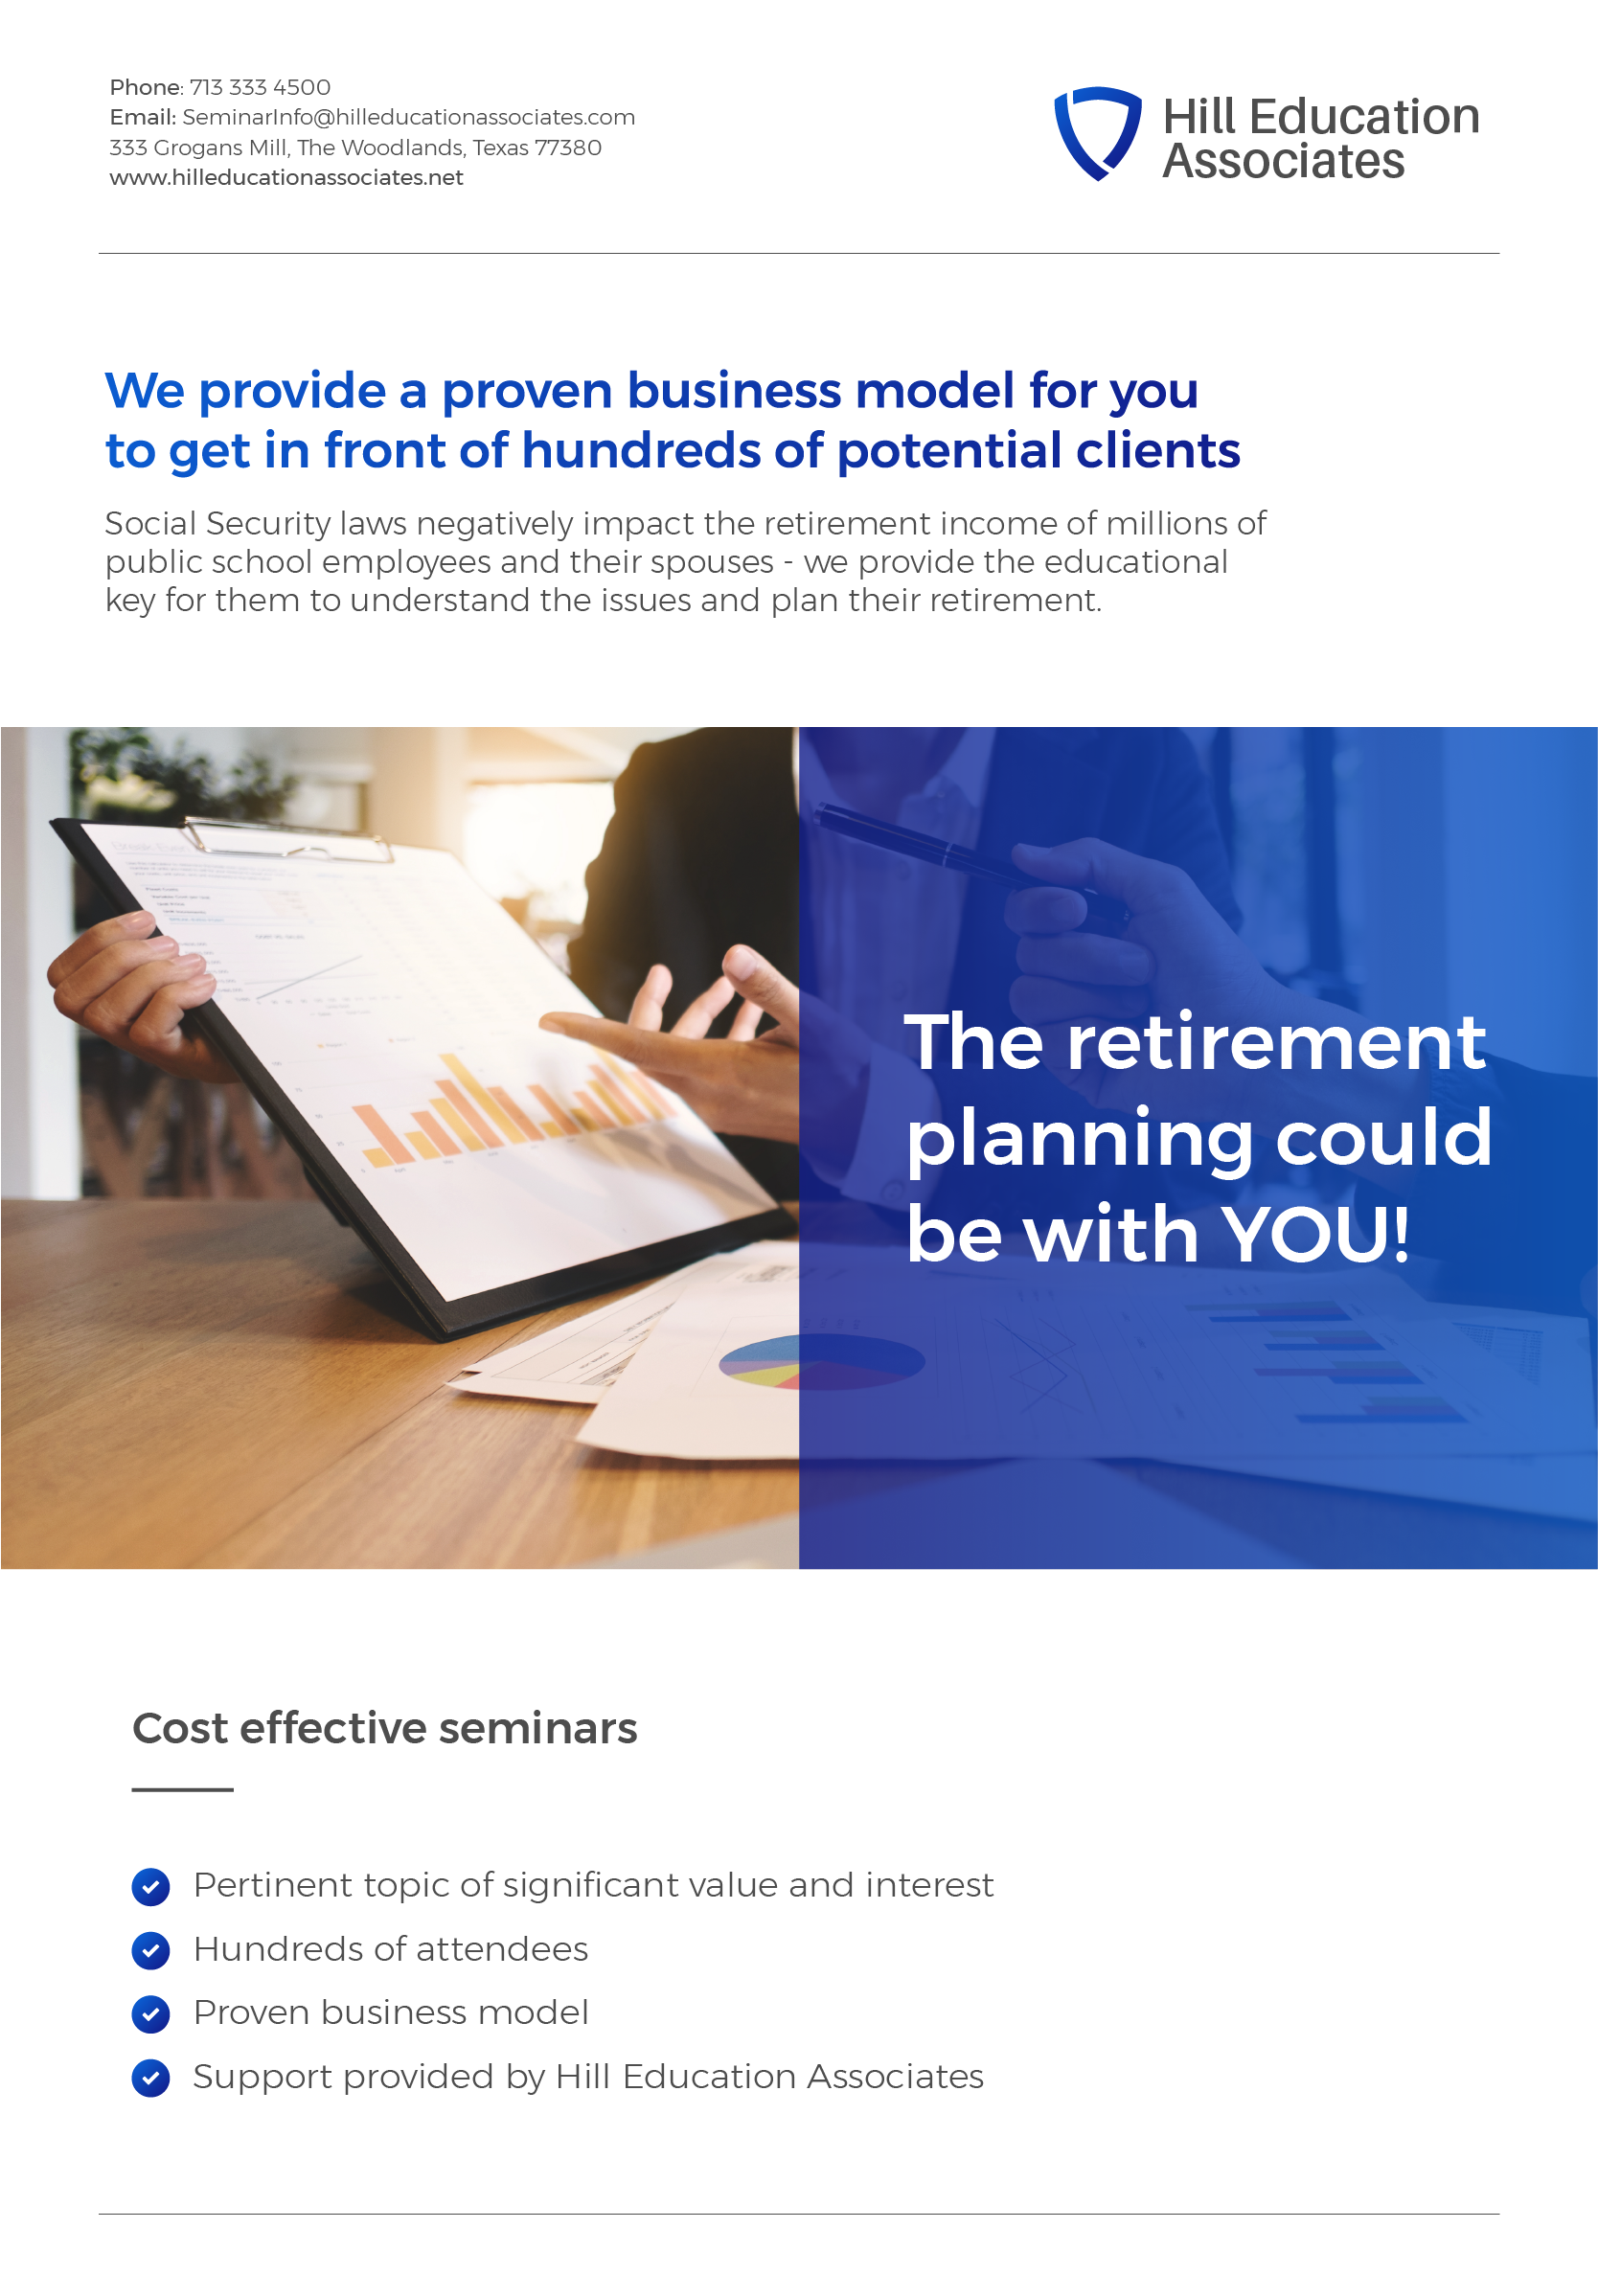 Phone: 713 333 4500
Email: SeminarInfo@hilleducationassociates.com
333 Grogans Mill, The Woodlands, Texas 77380
www.hilleducationassociates.net
Hill Education
Associates
We provide a proven business model for you
to get in front of hundreds of potential clients
Social Security laws negatively impact the retirement income of millions of
public school employees and their spouses - we provide the educational
key for them to understand the issues and plan their retirement.
The retirement
planning could
be with YOU!
Cost effective seminars
Pertinent topic of significant value and interest
Hundreds of attendees
Proven business model
Support provided by Hill Education Associates